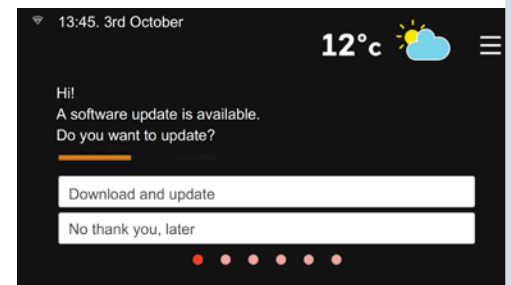 13:45. 3rd October
12°c
Hi!
A software update is available.
Do you want to update?
Download and update
No thank you, later